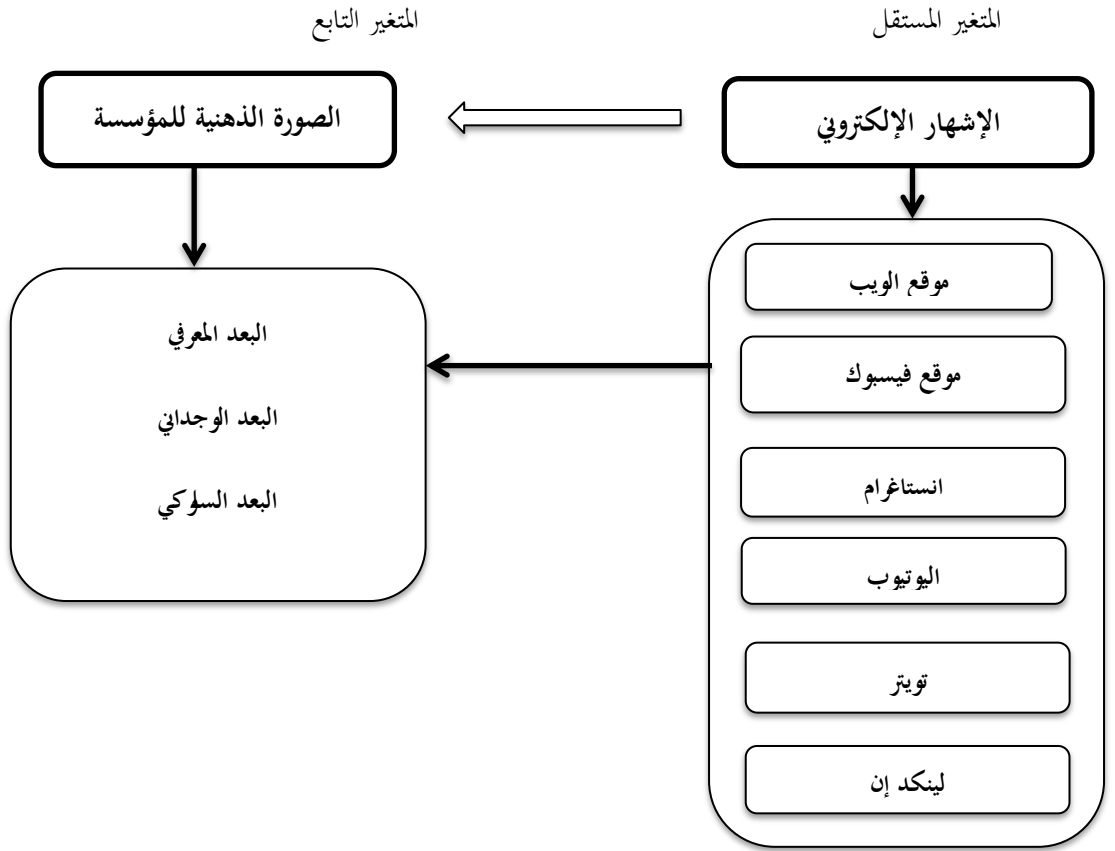 المتغير المستقل
المتغير التابع
الإشهار الإلكتروني
الصورة الذهنية للمؤسسة
موقع الويب
موقع فيسبوك
انستاغرام
اليوتيوب
تويتر
لينكد إن
البعد المعرفي
البعد الوجداني
البعد السلوكي